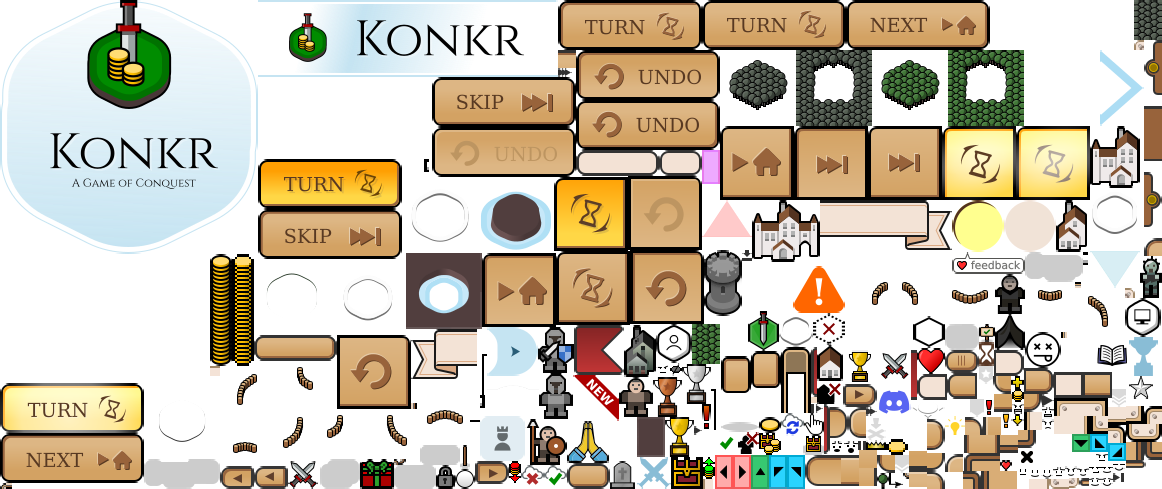 KONKR
A GAME OF CONQUEST
KONKR
TURN
TURN
NEXT
UNDO
SKIP
UNDO
UNDO
TURN
SKIP
feedback
NEW
TURN
NEXT